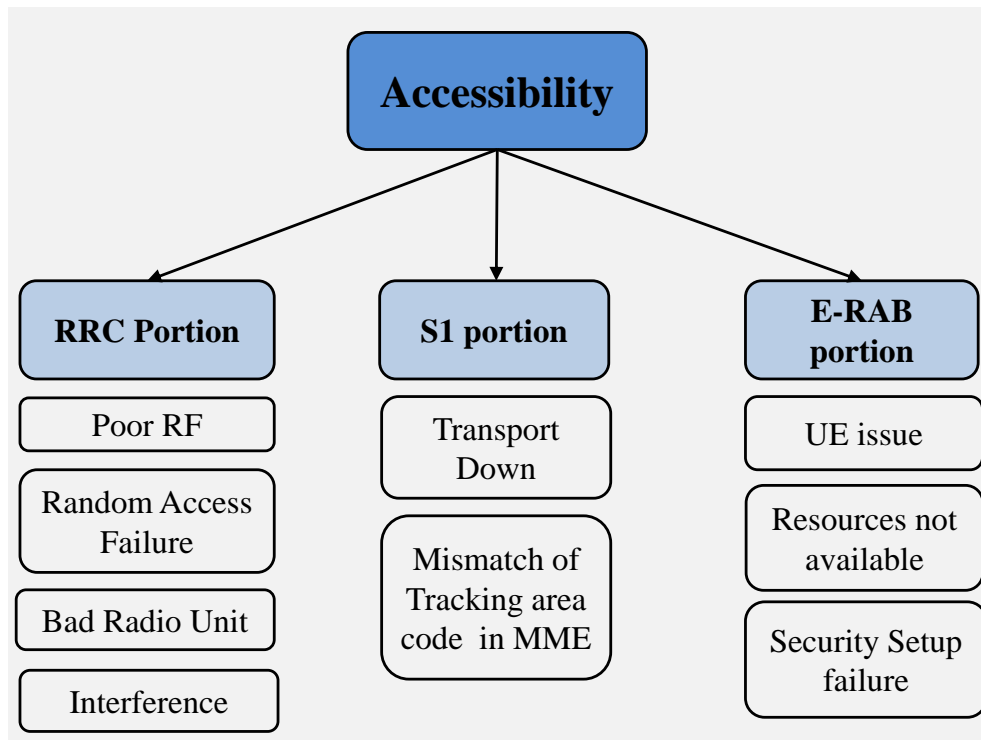 Accessibility
RRC Portion
Poor RF
Random Access
Failure
Bad Radio Unit
Interference
S1 portion
Transport
Down
Mismatch of
Tracking area
code in MME
E-RAB
portion
UE issue
Resources not
available
Security Setup
failure